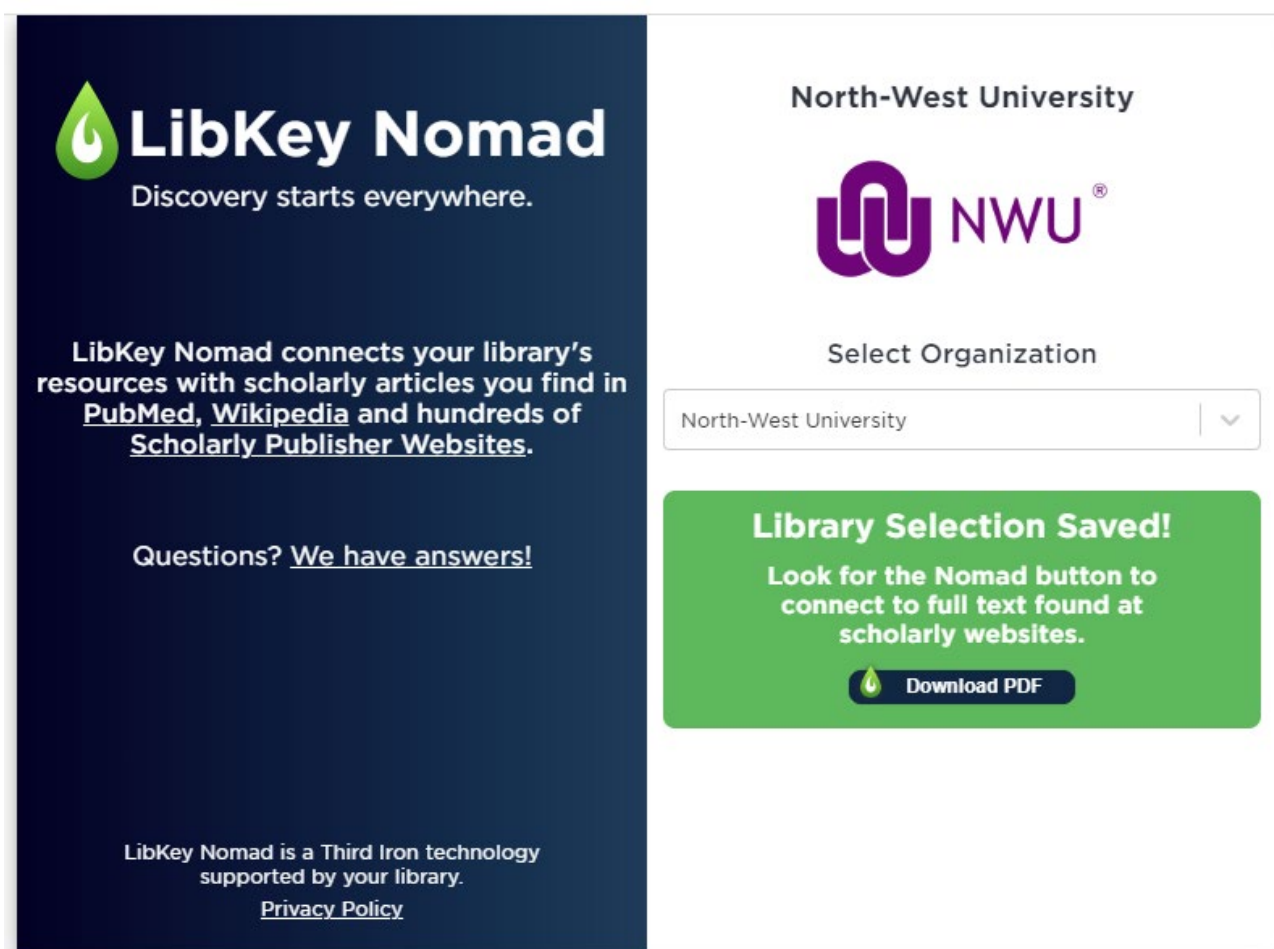 LibKey Nomad
Discovery starts everywhere.
LibKey Nomad connects your library's
resources with scholarly articles you find in
PubMed, Wikipedia and hundreds of
Scholarly Publisher Websites.
Questions? We have answers!
LibKey Nomad is a Third Iron technology
supported by your library.
Privacy Policy
North-West University
NWU®
Select Organization
North-West University
Library Selection Saved!
Look for the Nomad button to
connect to full text found at
scholarly websites.
Download PDF